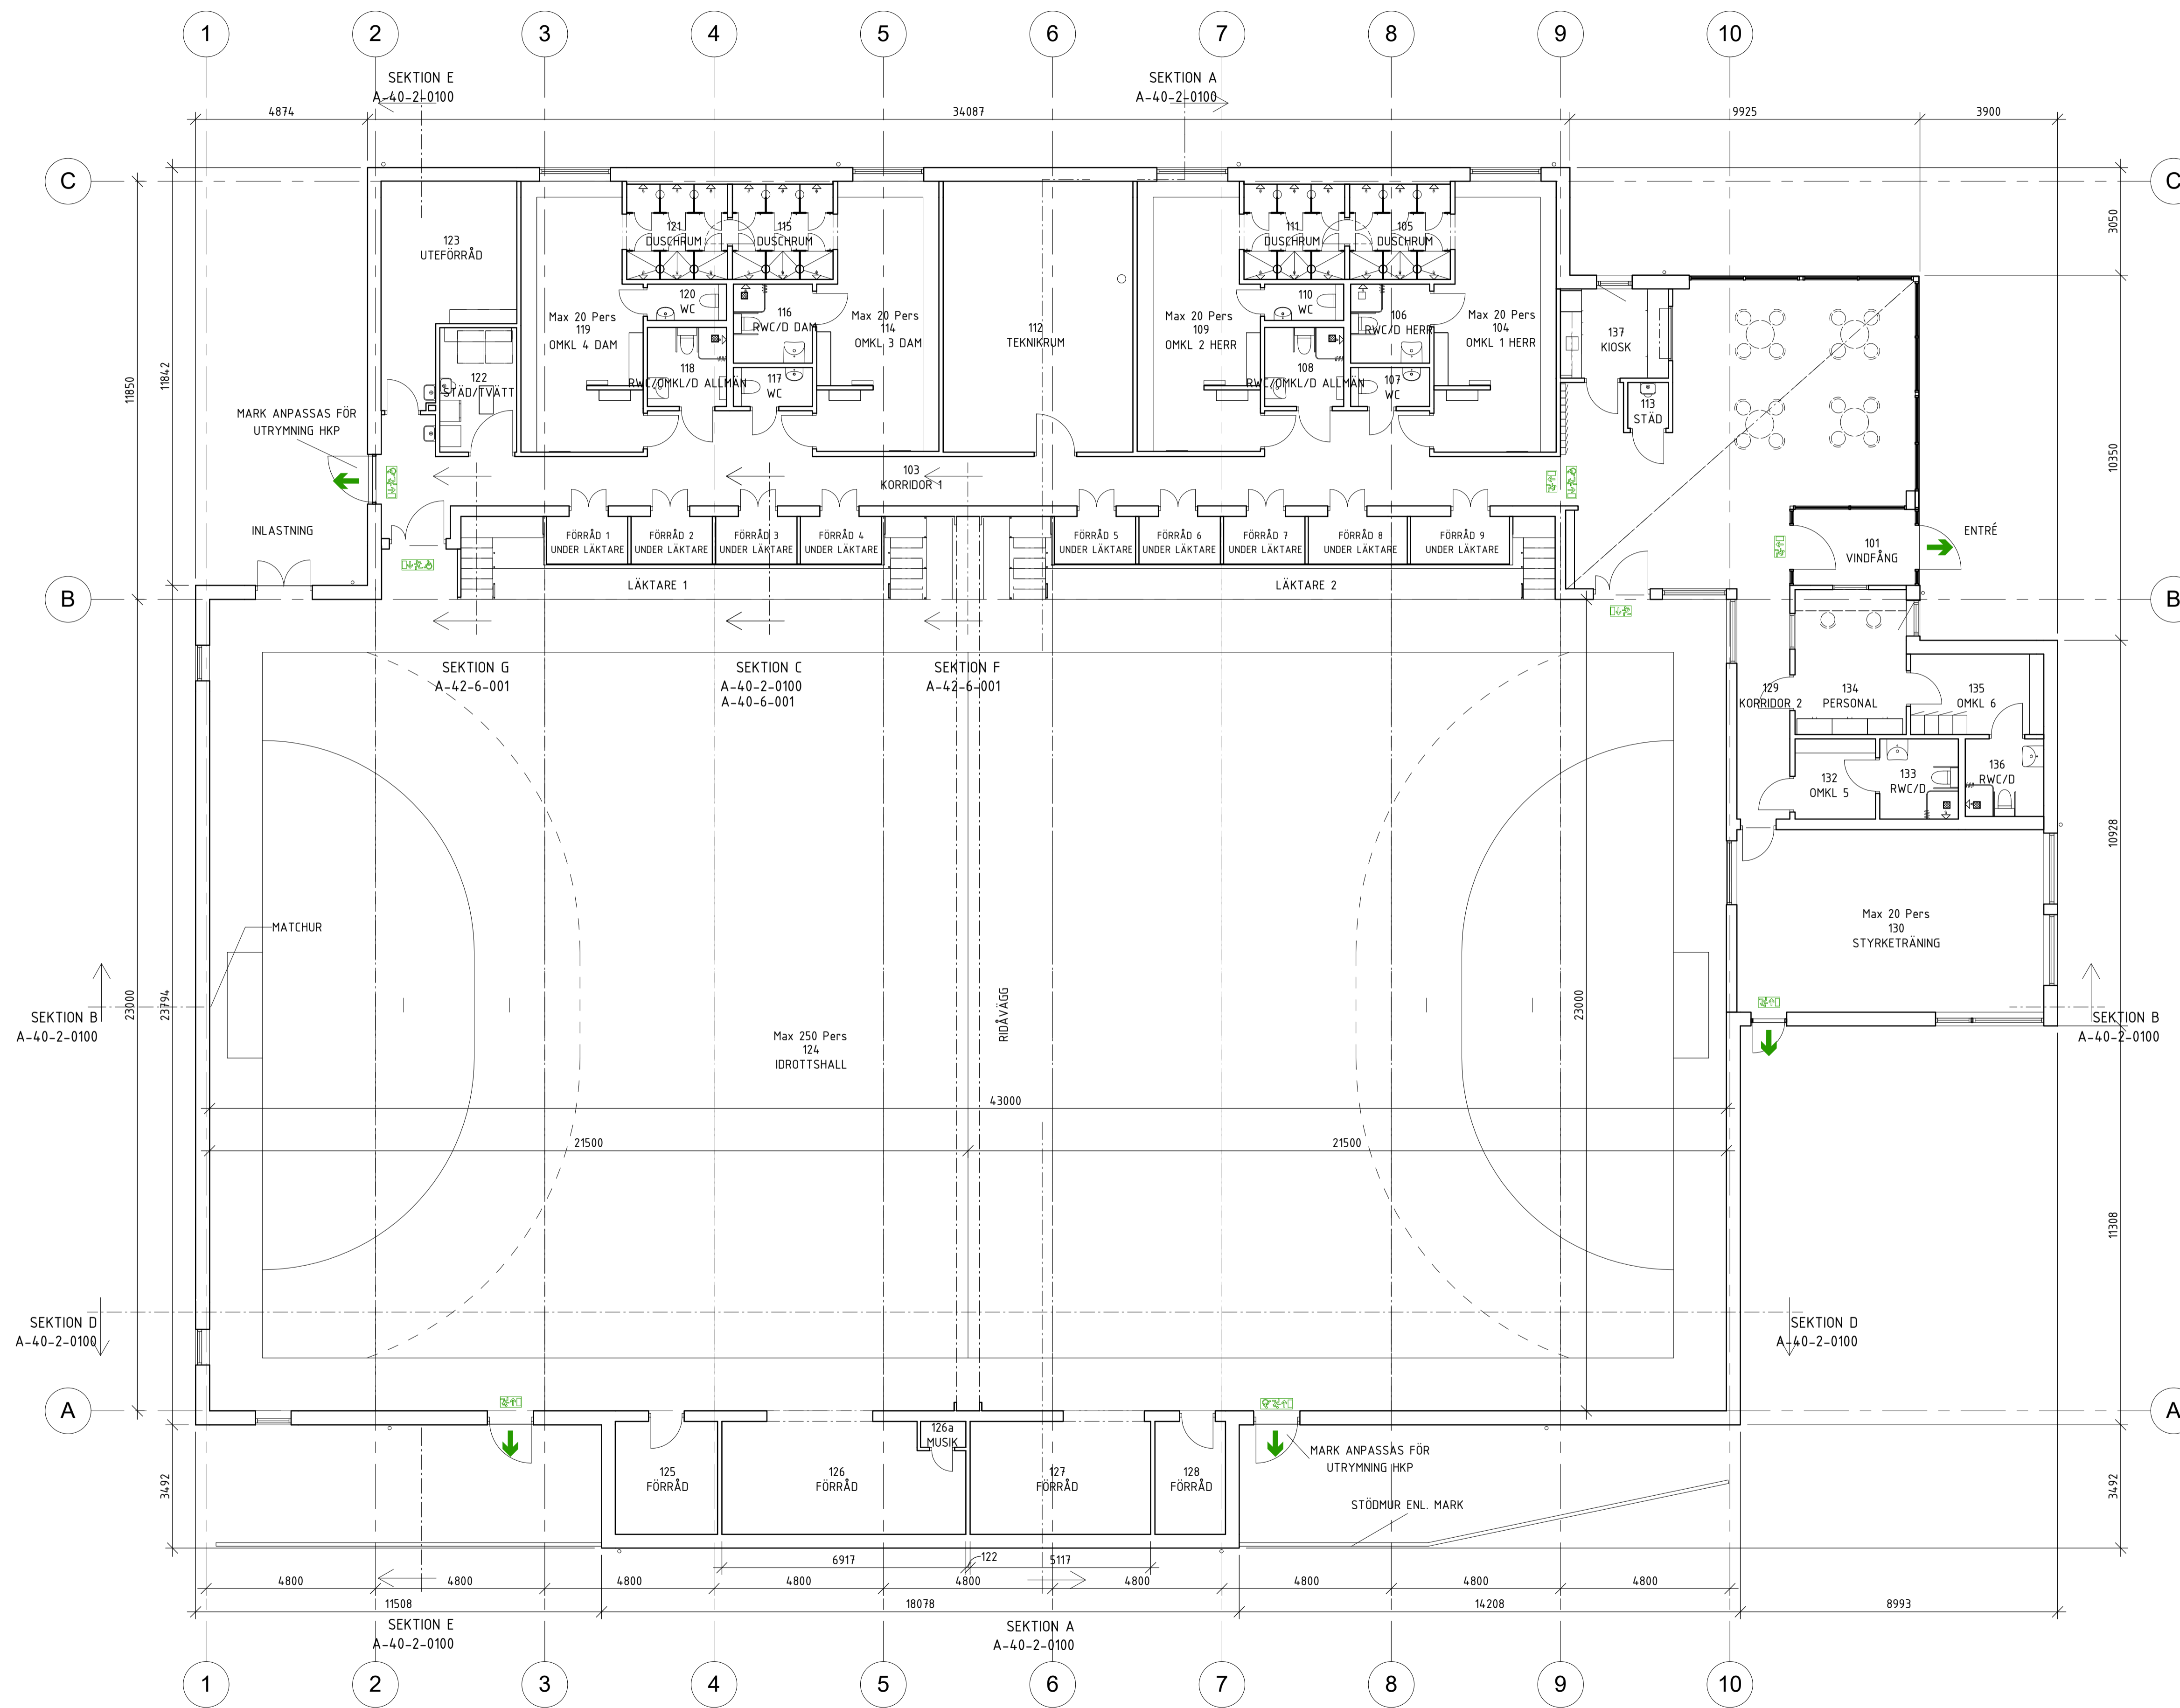 1
2
3
4
5
6
7
8
9
10
SEKTION E
A-40-2-0100
SEKTION A
A-40-2-0100
4874
34087
9925
3900
C
C
123
UTEFÖRRÅD
121
DUSCHRUM
115
DUSCHRUM
111
DUSCHRUM
105
DUSCHRUM
3050
120
WC
116
RWC/D DAM
110
WC
106
RWC/D HERR
Max 20 Pers
119
OMKL 4 DAM
Max 20 Pers
114
OMKL 3 DAM
112
TEKNIKRUM
Max 20 Pers
109
OMKL 2 HERR
Max 20 Pers
104
OMKL 1 HERR
137
KIOSK
11850
11842
122
STÄD/TVÄTT
118
RWC/OMKL/D ALLMÄN
117
WC
108
RWC/OMKL/D ALLMÄN
107
WC
113
STÄD
MARK ANPASSAS FÖR
UTRYMNING HKP
10350
103
KORRIDOR 1
INLASTNING
FÖRRÅD 1
UNDER LÄKTARE
FÖRRÅD 2
UNDER LÄKTARE
FÖRRÅD 3
UNDER LÄKTARE
FÖRRÅD 4
UNDER LÄKTARE
FÖRRÅD 5
UNDER LÄKTARE
FÖRRÅD 6
UNDER LÄKTARE
FÖRRÅD 7
UNDER LÄKTARE
FÖRRÅD 8
UNDER LÄKTARE
FÖRRÅD 9
UNDER LÄKTARE
101
VINDFÅNG
ENTRÉ
LÄKTARE 1
LÄKTARE 2
B
B
SEKTION G
A-42-6-001
SEKTION C
A-40-2-0100
A-40-6-001
SEKTION F
A-42-6-001
129
KORRIDOR 2
134
PERSONAL
135
OMKL 6
132
OMKL 5
133
RWC/D
136
RWC/D
10928
MATCHUR
Max 20 Pers
130
STYRKETRÄNING
23000
23794
RIDÅVÄGG
23000
SEKTION B
A-40-2-0100
SEKTION B
A-40-2-0100
Max 250 Pers
124
IDROTTSHALL
43000
21500
21500
11308
SEKTION D
A-40-2-0100
SEKTION D
A-40-2-0100
A
A
126a
MUSIK
MARK ANPASSAS FÖR
UTRYMNING HKP
125
FÖRRÅD
126
FÖRRÅD
127
FÖRRÅD
128
FÖRRÅD
3492
3492
STÖDMUR ENL. MARK
6917
122
5117
4800
4800
4800
4800
4800
4800
4800
4800
4800
11508
18078
14208
8993
SEKTION E
A-40-2-0100
SEKTION A
A-40-2-0100
1
2
3
4
5
6
7
8
9
10